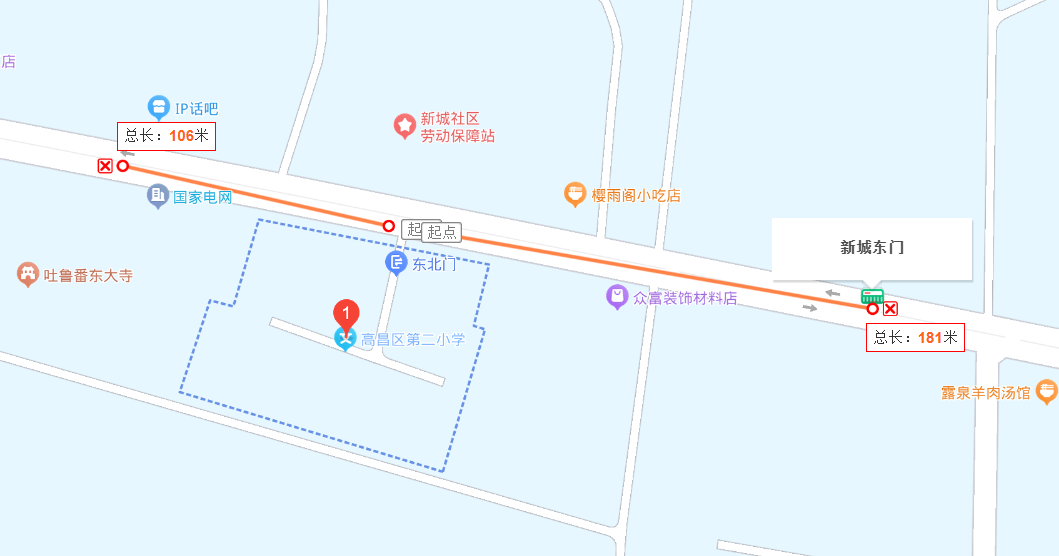 店
IP话吧
总长：106米
新城社区
劳动保障站
国家电网
樱雨阁小吃店
起
起点
新城东门
东北门
吐鲁番东大寺
众富装饰材料店
1
高昌区第二小学
总长：181米
露泉羊肉汤馆